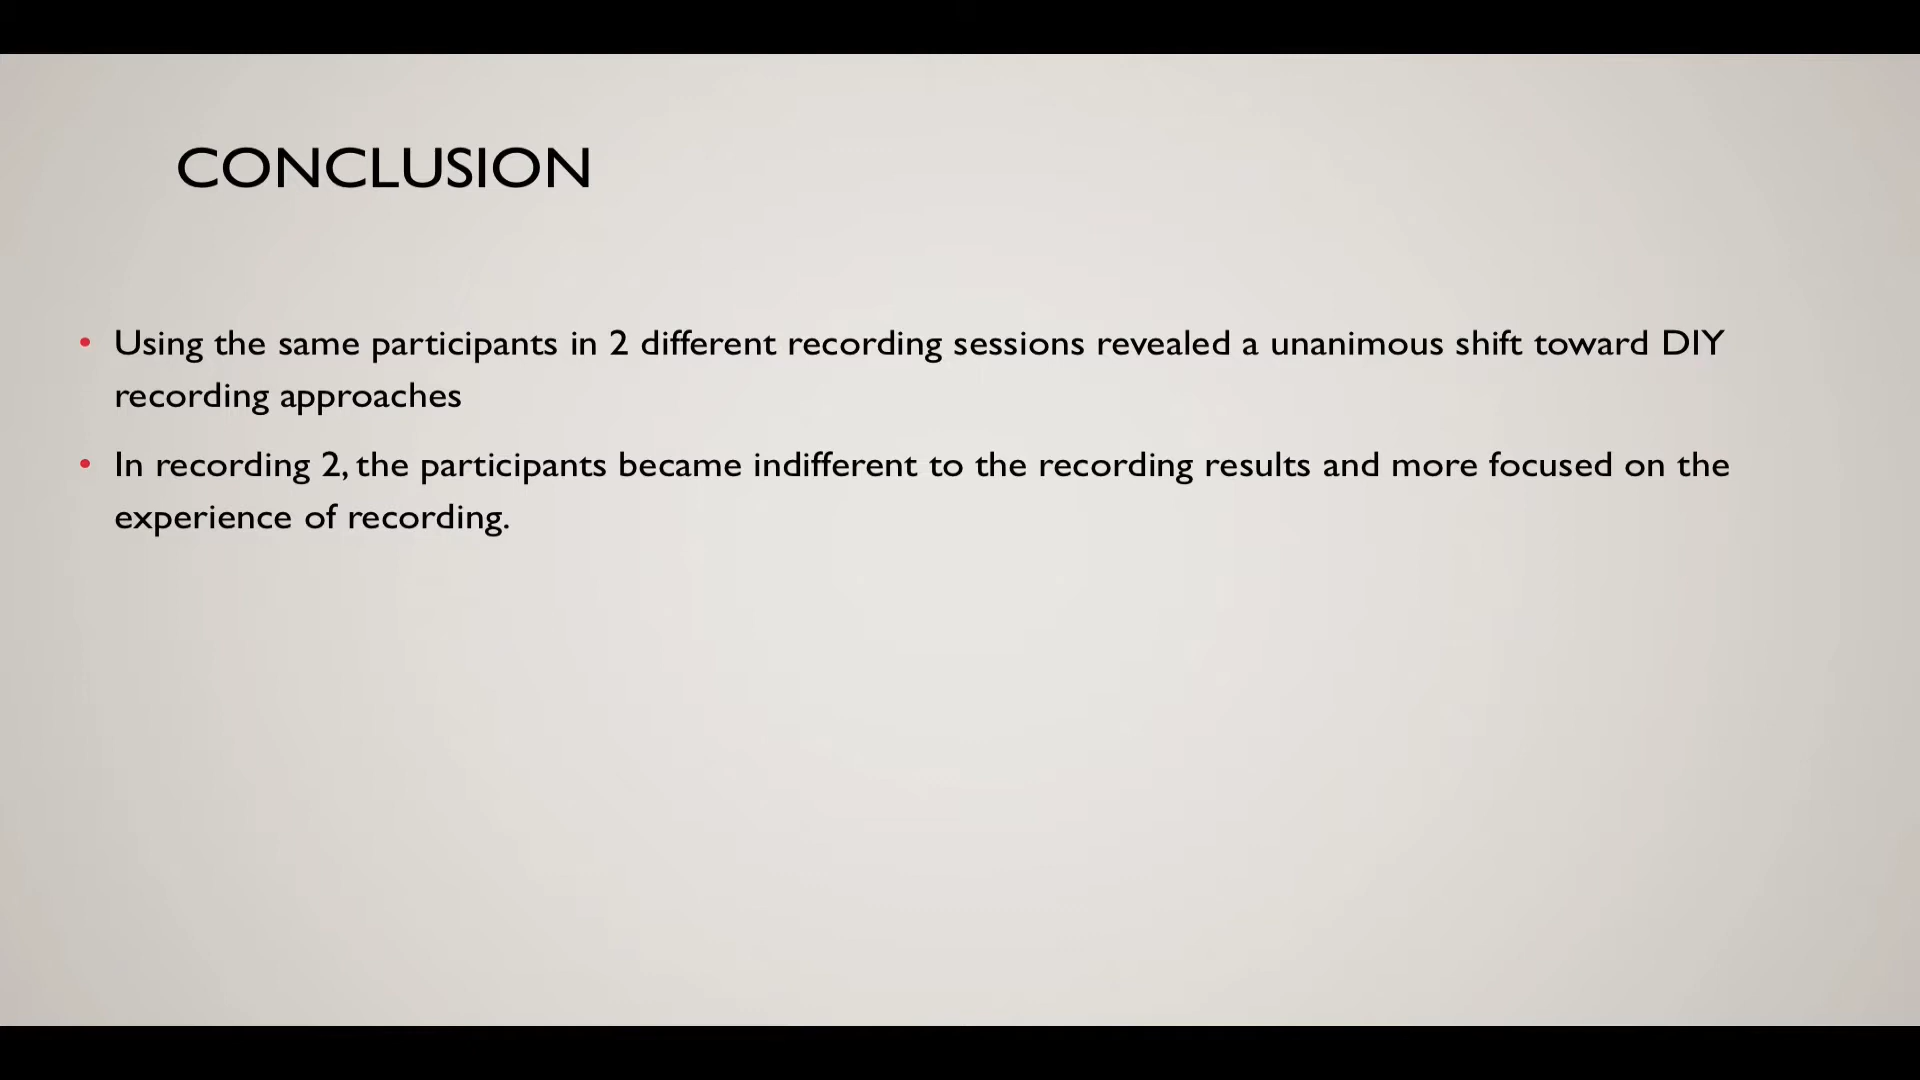 CONCLUSION
• Using the same participants in 2 different recording sessions revealed a unanimous shift toward DIY
recording approaches
• In recording 2, the participants became indifferent to the recording results and more focused on the
experience of recording.